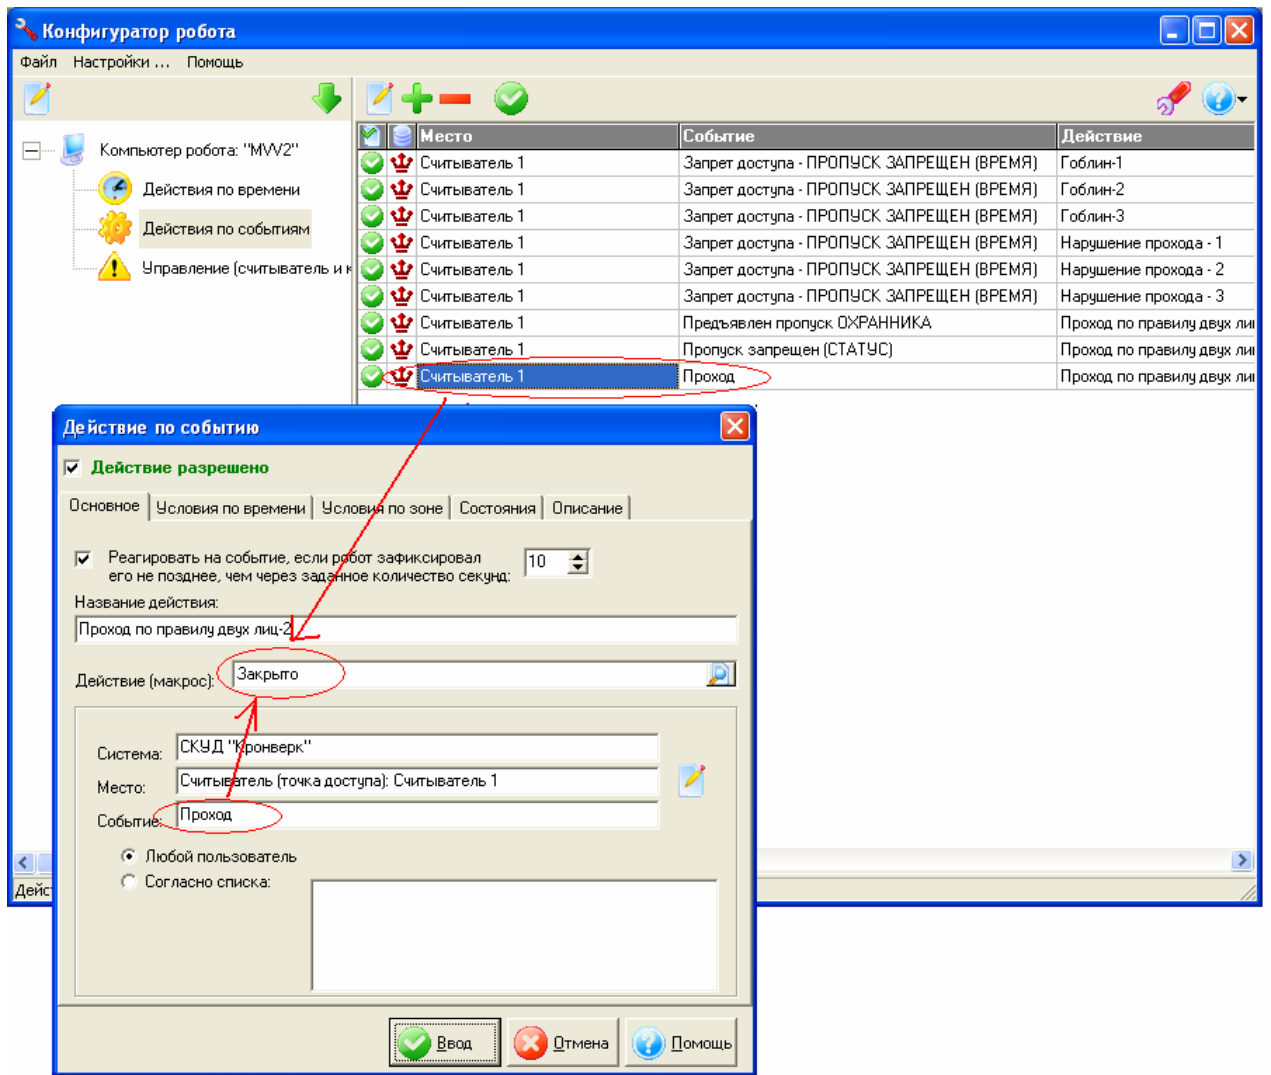 Конфигуратор робота
Файл Настройки ... Помощь
Компьютер робота: "MVV2"
Действия по времени
Действия по событиям
Управление (считыватель и к
Место Событие Действие
Считыватель 1 Запрет доступа - ПРОПУСК ЗАПРЕЩЕН (ВРЕМЯ) Гоблин-1
Считыватель 1 Запрет доступа - ПРОПУСК ЗАПРЕЩЕН (ВРЕМЯ) Гоблин-2
Считыватель 1 Запрет доступа - ПРОПУСК ЗАПРЕЩЕН (ВРЕМЯ) Гоблин-3
Считыватель 1 Запрет доступа - ПРОПУСК ЗАПРЕЩЕН (ВРЕМЯ) Нарушение прохода - 1
Считыватель 1 Запрет доступа - ПРОПУСК ЗАПРЕЩЕН (ВРЕМЯ) Нарушение прохода - 2
Считыватель 1 Запрет доступа - ПРОПУСК ЗАПРЕЩЕН (ВРЕМЯ) Нарушение прохода - 3
Считыватель 1 Предъявлен пропуск ОХРАННИКА Проход по правилу двух ли
Считыватель 1 Пропуск запрещен (СТАТУС) Проход по правилу двух ли
Считыватель 1 Проход Проход по правилу двух ли
Дейс
Действие по событию
Действие разрешено
Основное Условия по времени Условия по зоне Состояния Описание
Реагировать на событие, если робот зафиксировал
его не позднее, чем через заданное количество секунд: 10
Название действия:
Проход по правилу двух лиц-2
Действие (макрос): Закрыто
Система: СКУД "Кронверк"
Место: Считыватель (точка доступа): Считыватель 1
Событие: Проход
Любой пользователь
Согласно списка:
Ввод Отмена Помощь